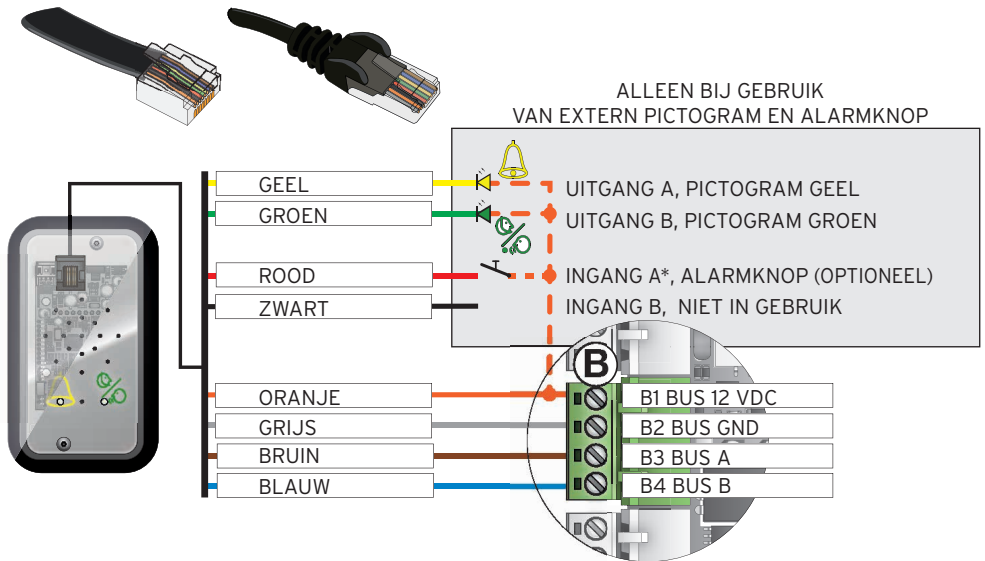 ALLEEN BIJ GEBRUIK
VAN EXTERN PICTOGRAM EN ALARMKNOP
GEEL
UITGANG A, PICTOGRAM GEEL
GROEN
UITGANG B, PICTOGRAM GROEN
ROOD
INGANG A*, ALARMKNOP (OPTIONEEL)
ZWART
INGANG B, NIET IN GEBRUIK
B
ORANJE
B1 BUS 12 VDC
GRIJS
B2 BUS GND
BRUIN
B3 BUS A
BLAUW
B4 BUS B